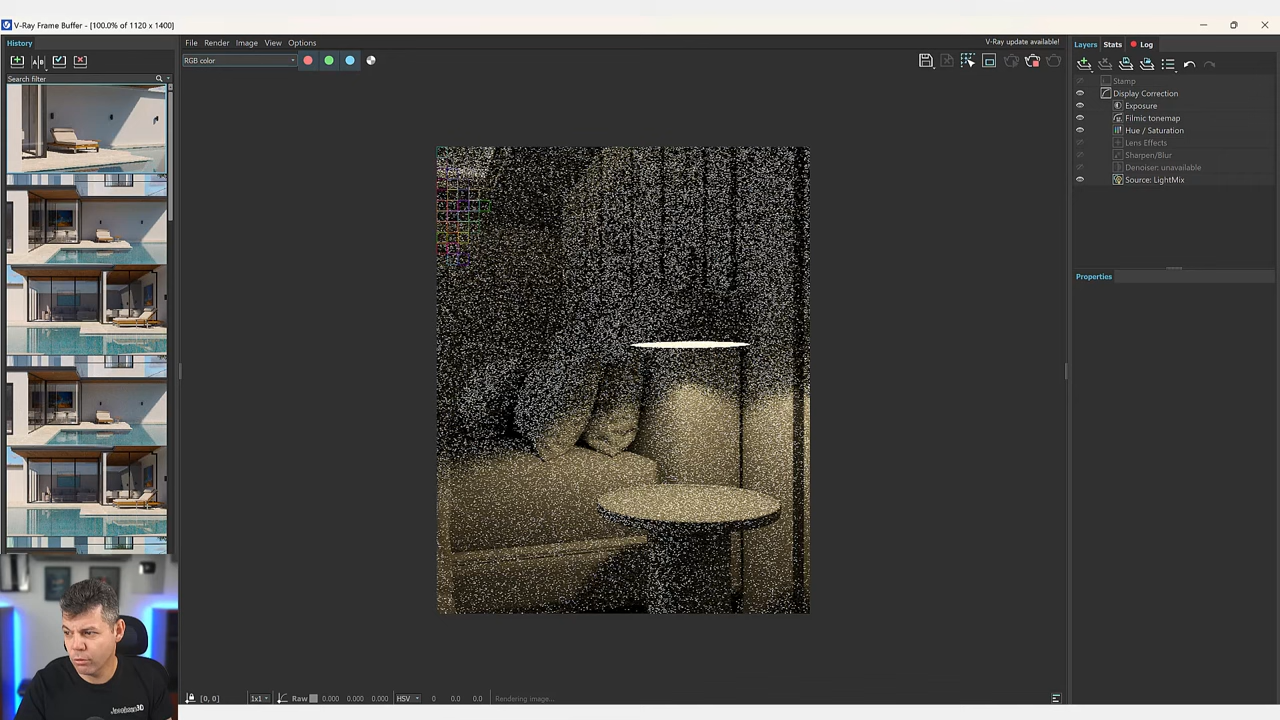 V-Ray Frame Buffer - [100.0% of 1120 x 1400]
History
File Render Image View Options
V-Ray update available!
Layers Stats Log
RGB color
Search filter
Stamp
Display Correction
Exposure
Filmic tonemap
Hue / Saturation
Lens Effects
Sharpen/Blur
Denoiser: unavailable
Source: LightMix
Properties
[0, 0]
1x1
Raw
0.000 0.000 0.000
HSV
0 0.0 0.0
Rendering image...